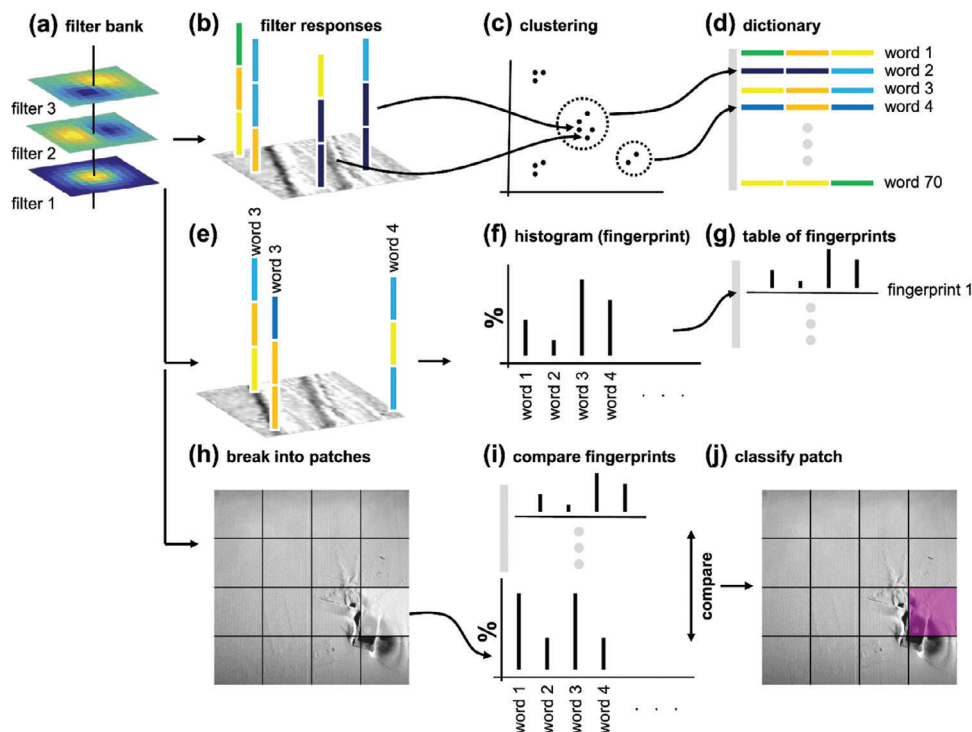 (a) filter bank
filter 3
filter 2
filter 1
(b) filter responses
(c) clustering
(d) dictionary
word 1
word 2
word 3
word 4
word 70
(e)
word 3
word 3
word 4
(f) histogram (fingerprint)
%
word 1
word 2
word 3
word 4
. . .
(g) table of fingerprints
fingerprint 1
(h) break into patches
(i) compare fingerprints
compare
%
word 1
word 2
word 3
word 4
. . .
(j) classify patch